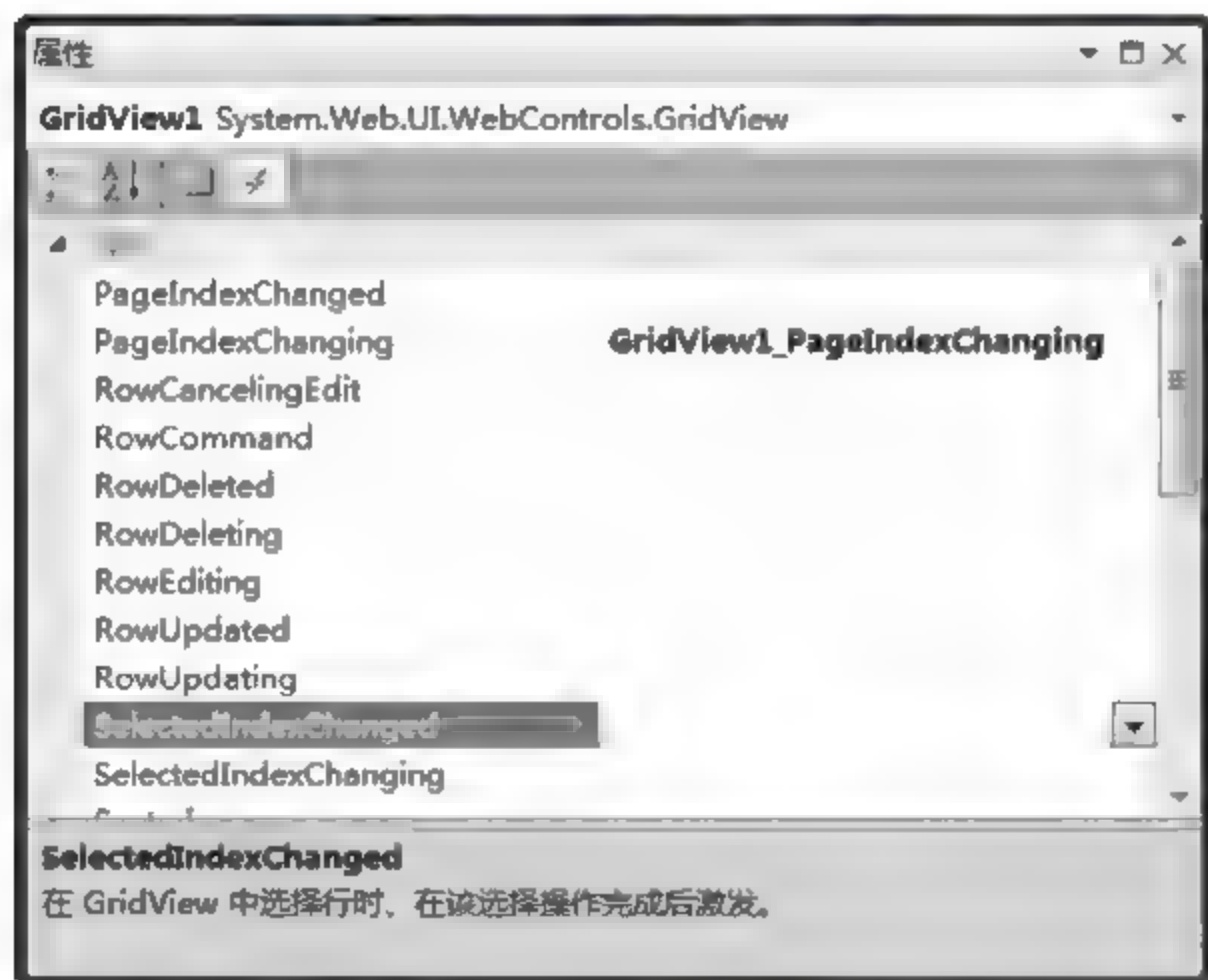 属性
GridView1 System.Web.UI.WebControls.GridView
PageIndexChanged
PageIndexChanging GridView1_PageIndexChanging
RowCancelingEdit
RowCommand
RowDeleted
RowDeleting
RowEditing
RowUpdated
RowUpdating
SelectedIndexChanged
SelectedIndexChanging
SelectedIndexChanged
在 GridView 中选择行时，在该选择操作完成后激发。